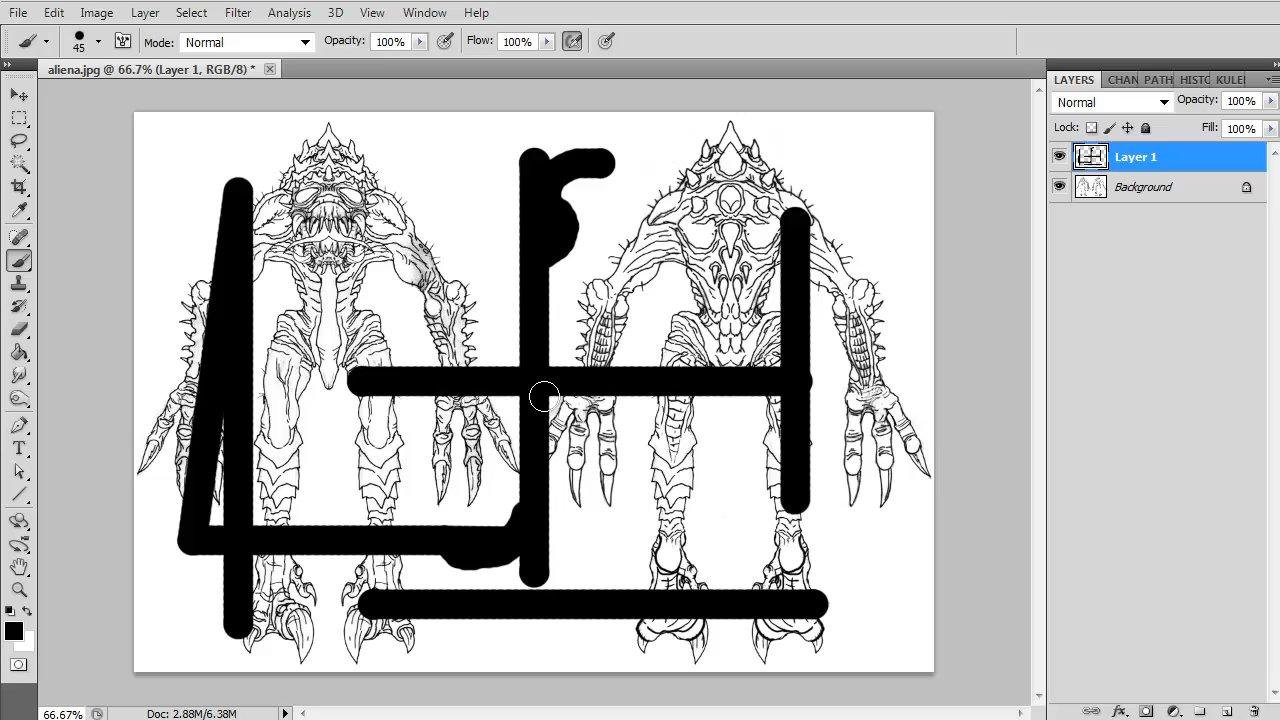 File Edit Image Layer Select Filter Analysis 3D View Window Help
45 Mode: Normal Opacity: 100% Flow: 100%
aliena.jpg @ 66.7% (Layer 1, RGB/8) *
LAYERS CHAN PATH HISTC KULEI
Normal Opacity: 100%
Lock: Fill: 100%
Layer 1
Background
66.67% Doc: 2.88M/6.38M